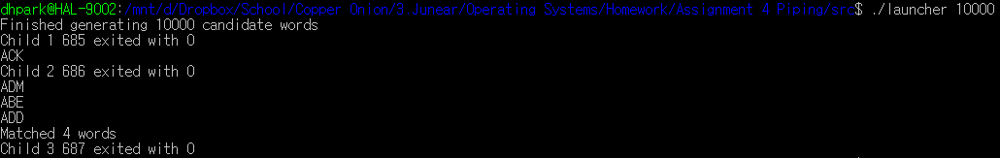 dhpark@HAL-9002:/mnt/d/Dropbox/School/Copper Onion/3.Junear/Operating Systems/Homework/Assignment 4 Piping/src$ ./launcher 10000
Finished generating 10000 candidate words
Child 1 685 exited with 0
ACK
Child 2 686 exited with 0
ADM
ABE
ADD
Matched 4 words
Child 3 687 exited with 0